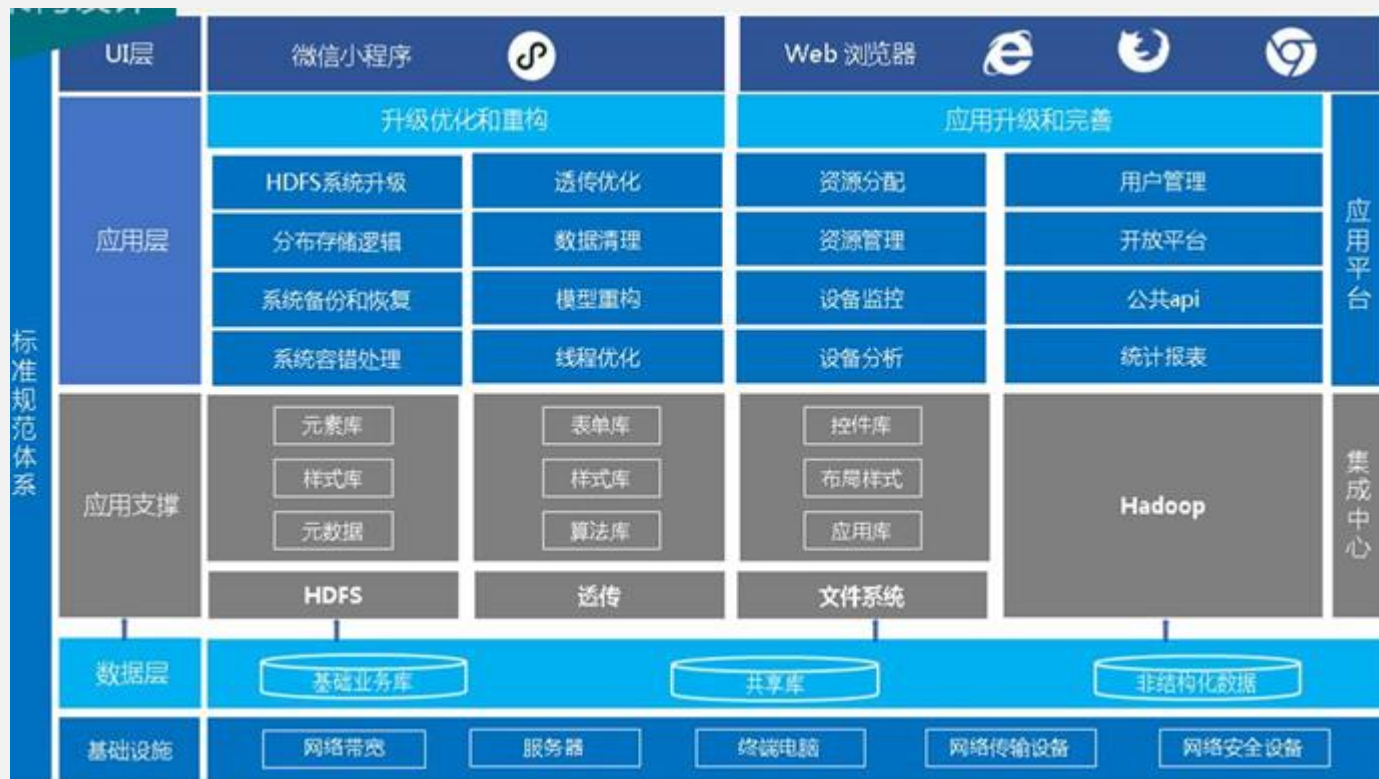 UI层
微信小程序
Web 浏览器
升级优化和重构
应用升级和完善
HDFS系统升级
透传优化
资源分配
用户管理
应用层
分布存储逻辑
数据清理
资源管理
开放平台
系统备份和恢复
模型重构
设备监控
公共api
系统容错处理
线程优化
设备分析
统计报表
应用平台
标准规范体系
应用支撑
元素库
样式库
元数据
HDFS
表单库
样式库
算法库
透传
控件库
布局样式
应用库
文件系统
Hadoop
集成中心
数据层
基础业务库
共享库
非结构化数据
基础设施
网络带宽
服务器
终端电脑
网络传输设备
网络安全设备